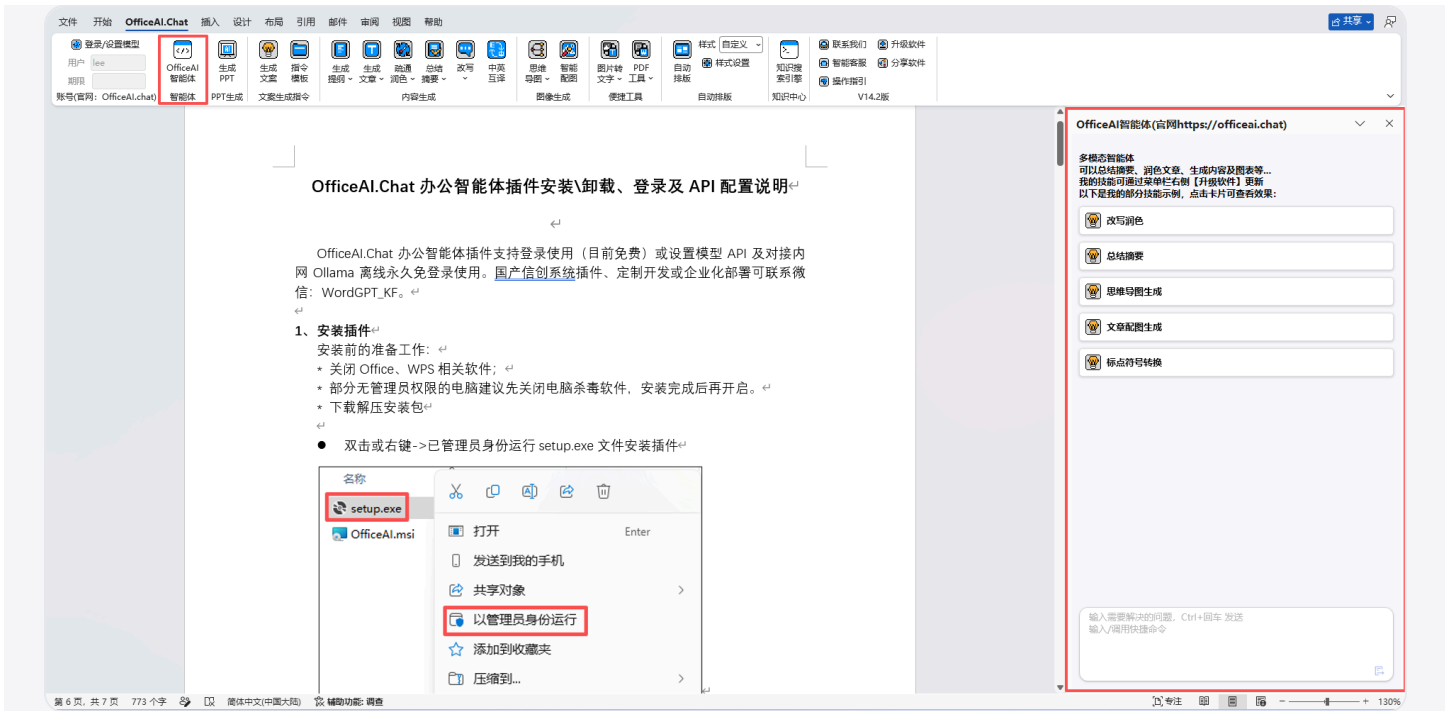 文件 开始 OfficeAI.Chat 插入 设计 布局 引用 邮件 审阅 视图 帮助 共享
登录/设置模型
用户 lee
期限
账号(官网: OfficeAI.chat)
OfficeAI
智能体
智能体
生成
PPT
PPT生成
生成
文案
指令
模板
文案生成指令
生成
提纲
生成
文章
疏通
润色
总结
摘要
改写
中英
互译
内容生成
思维
导图
智能
配图
图像生成
图片转
文字
PDF
工具
便捷工具
自动
排版
样式 自定义
样式设置
自动排版
知识搜
索引擎
知识中心
联系我们 升级软件
智能客服 分享软件
操作指引
V14.2版
OfficeAI.Chat 办公智能体插件安装\卸载、登录及 API 配置说明
OfficeAI.Chat 办公智能体插件支持登录使用（目前免费）或设置模型 API 及对接内
网 Ollama 离线永久免登录使用。国产信创系统插件、定制开发或企业化部署可联系微
信：WordGPT_KF。
1、安装插件
安装前的准备工作：
* 关闭 Office、WPS 相关软件；
* 部分无管理员权限的电脑建议先关闭电脑杀毒软件，安装完成后再开启。
* 下载解压安装包
● 双击或右键->已管理员身份运行 setup.exe 文件安装插件
名称
setup.exe
OfficeAI.msi
打开 Enter
发送到我的手机
共享对象
以管理员身份运行
添加到收藏夹
压缩到...
OfficeAI智能体(官网https://officeai.chat)
多模态智能体
可以总结摘要、润色文章、生成内容及图表等...
我的技能可通过菜单栏右侧【升级软件】更新
以下是我的部分技能示例，点击卡片可查看效果：
改写润色
总结摘要
思维导图生成
文章配图生成
标点符号转换
输入需要解决的问题，Ctrl+回车 发送
输入/调用快捷命令
第 6 页，共 7 页 773 个字 简体中文(中国大陆) 辅助功能: 调查 专注 130%